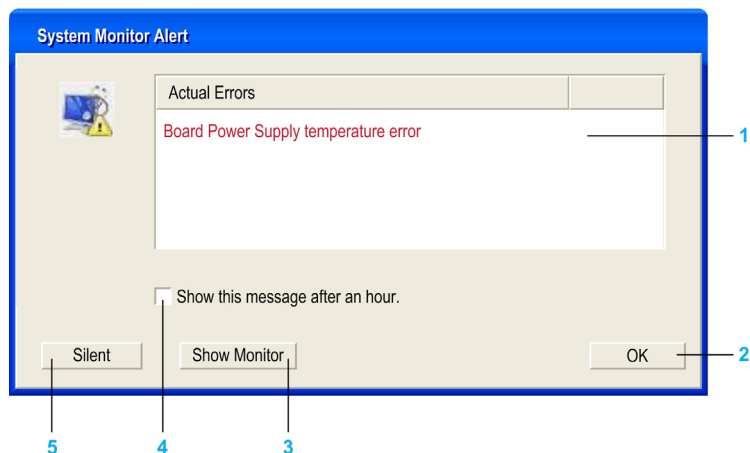 System Monitor Alert
Actual Errors
Board Power Supply temperature error
1
Show this message after an hour.
Silent
Show Monitor
OK
2
5
4
3